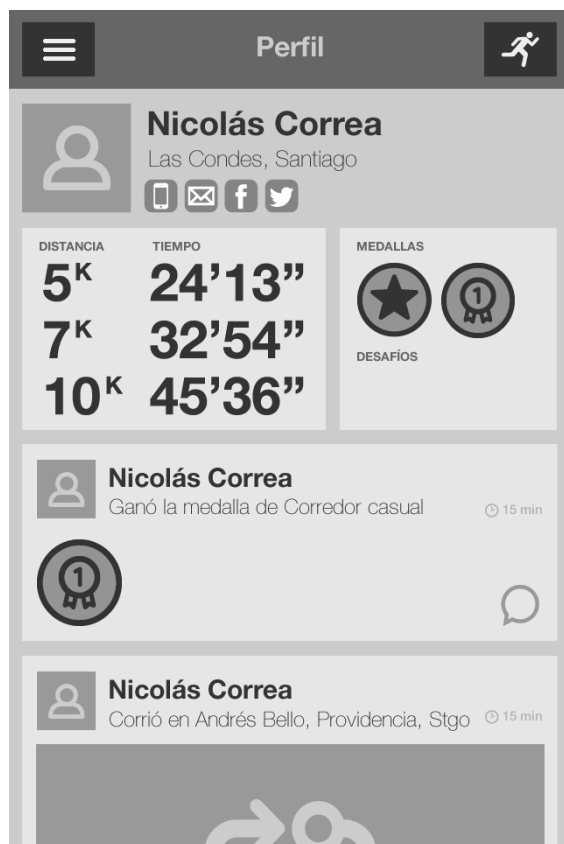 Perfil
Nicolás Correa
Las Condes, Santiago
DISTANCIA TIEMPO
5K 24’13”
7K 32’54”
10K 45’36”
MEDALLAS
1
DESAFÍOS
Nicolás Correa
Ganó la medalla de Corredor casual
15 min
1
Nicolás Correa
Corrió en Andrés Bello, Providencia, Stgo
15 min